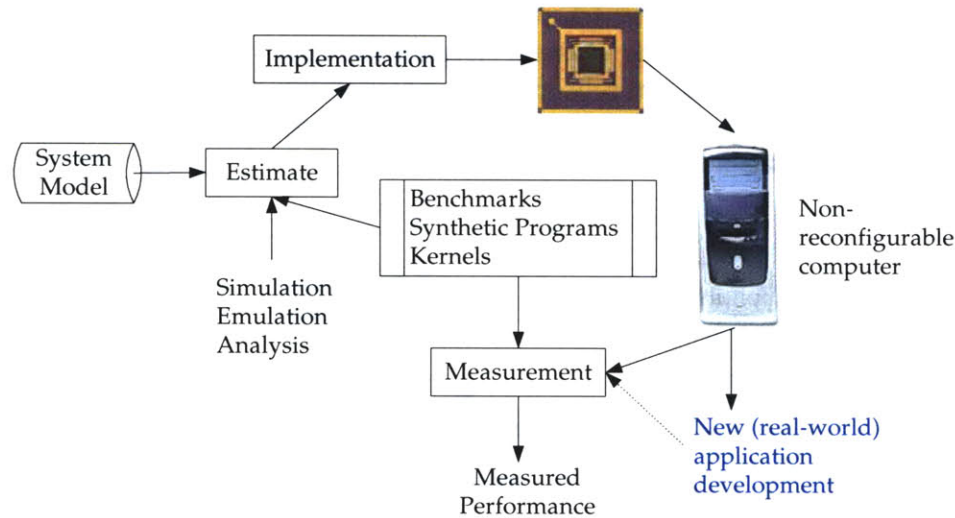 Implementation
System
Model
Estimate
Benchmarks
Synthetic Programs
Kernels
Non-
reconfigurable
computer
Simulation
Emulation
Analysis
Measurement
New (real-world)
application
development
Measured
Performance